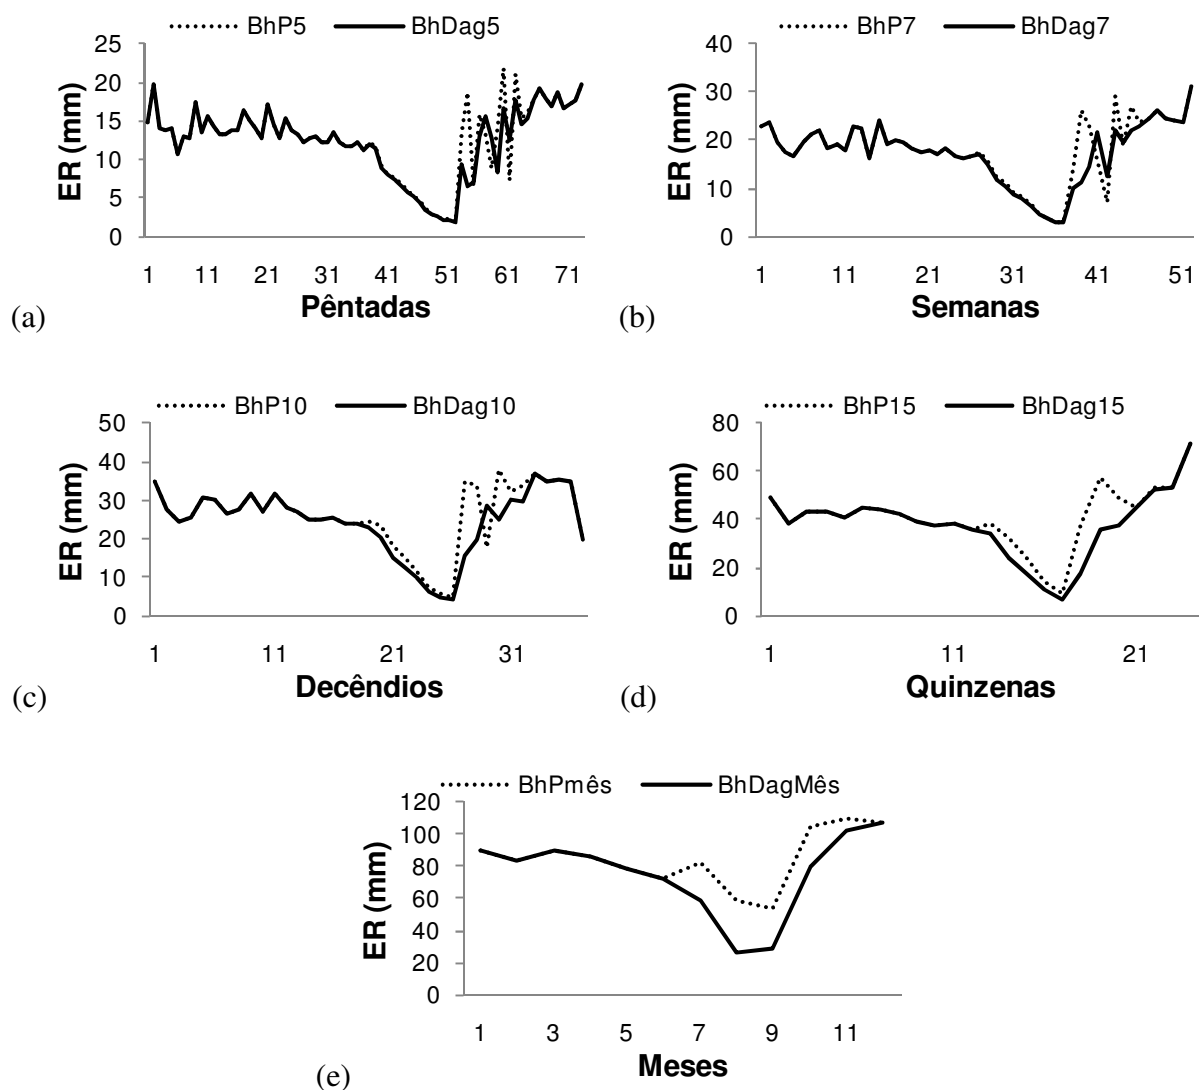 BhP5 BhDag5
25
20
15
10
5
0
ER (mm)
1 11 21 31 41 51 61 71
Pêntadas
(a)
BhP7 BhDag7
40
30
20
10
0
ER (mm)
1 11 21 31 41 51
Semanas
(b)
BhP10 BhDag10
50
40
30
20
10
0
ER (mm)
1 11 21 31
Decêndios
(c)
BhP15 BhDag15
80
60
40
20
0
ER (mm)
1 11 21
Quinzenas
(d)
BhPmês BhDagMês
120
100
80
60
40
20
0
ER (mm)
1 3 5 7 9 11
Meses
(e)